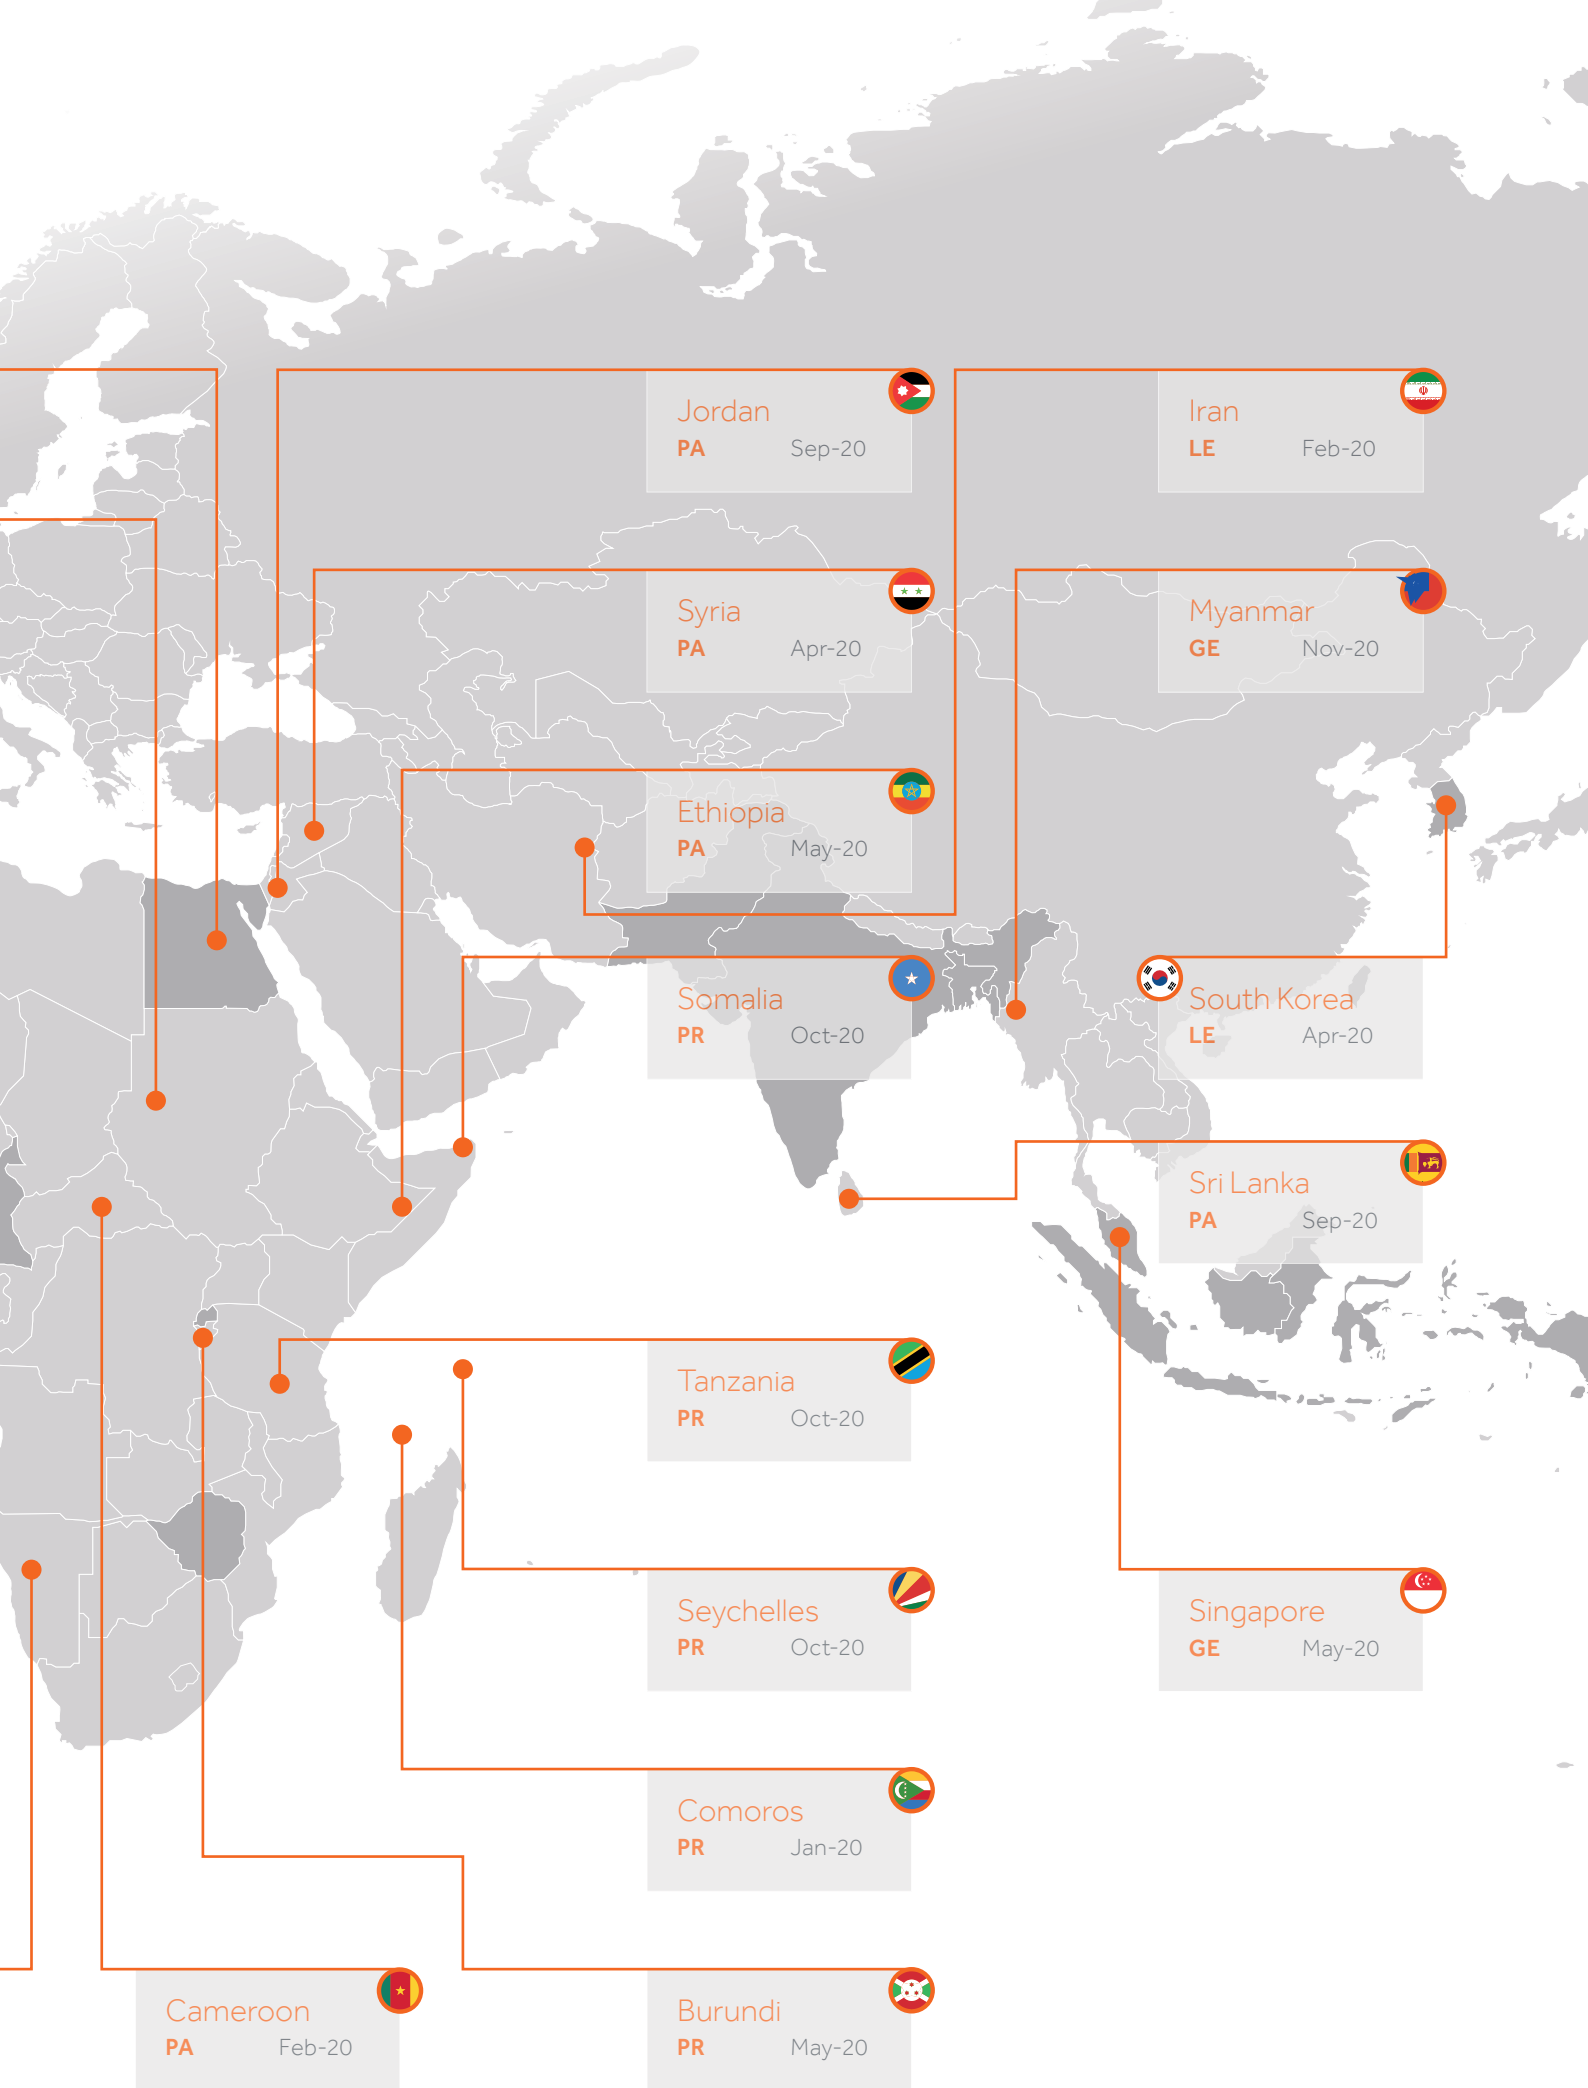 Jordan
PA Sep-20
Iran
LE Feb-20
Syria
PA Apr-20
Myanmar
GE Nov-20
Ethiopia
PA May-20
Somalia
PR Oct-20
South Korea
LE Apr-20
Sri Lanka
PA Sep-20
Tanzania
PR Oct-20
Seychelles
PR Oct-20
Singapore
GE May-20
Comoros
PR Jan-20
Cameroon
PA Feb-20
Burundi
PR May-20